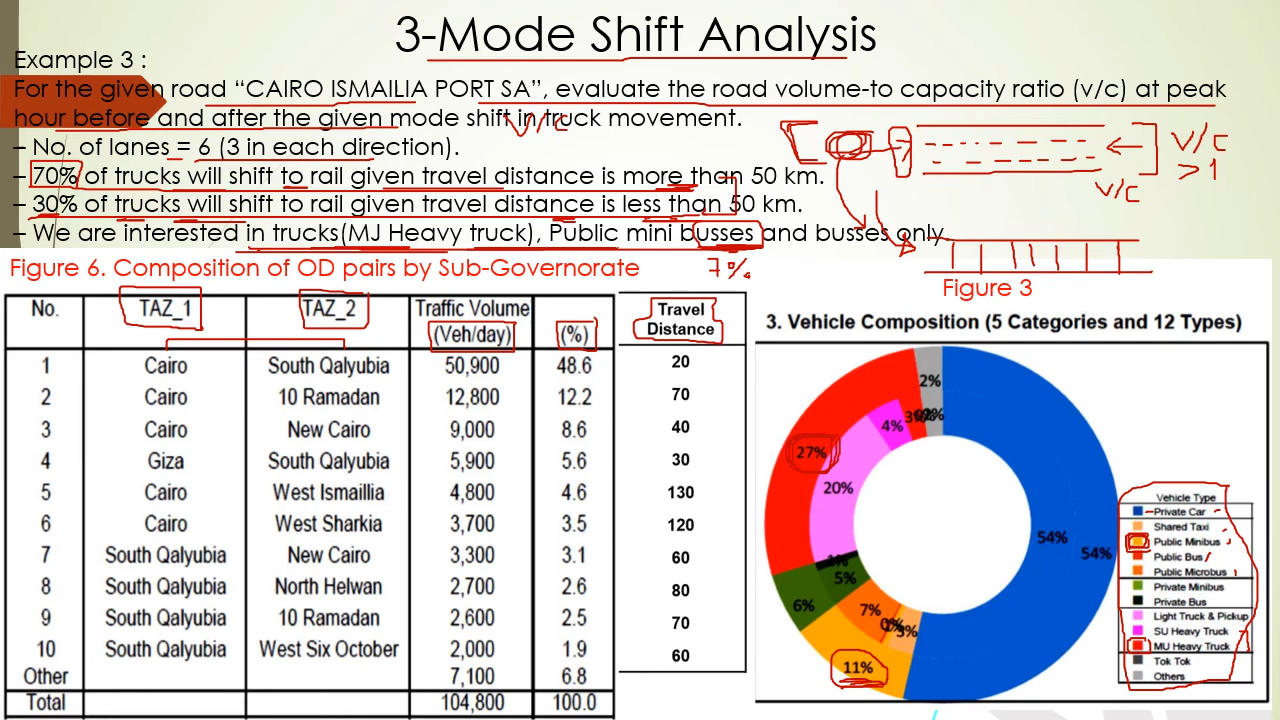 3-Mode Shift Analysis
Example 3 :
For the given road “CAIRO ISMAILIA PORT SA”, evaluate the road volume-to capacity ratio (v/c) at peak
hour before and after the given mode shift in truck movement.
– No. of lanes = 6 (3 in each direction).
– 70% of trucks will shift to rail given travel distance is more than 50 km.
– 30% of trucks will shift to rail given travel distance is less than 50 km.
– We are interested in trucks(MJ Heavy truck), Public mini busses and busses only.
V/C
V/C
>1
V/C
7%
Figure 6. Composition of OD pairs by Sub-Governorate
Figure 3
No. TAZ_1 TAZ_2 Traffic Volume (Veh/day) (%) Travel Distance
1 Cairo South Qalyubia 50,900 48.6 20
2 Cairo 10 Ramadan 12,800 12.2 70
3 Cairo New Cairo 9,000 8.6 40
4 Giza South Qalyubia 5,900 5.6 30
5 Cairo West Ismaillia 4,800 4.6 130
6 Cairo West Sharkia 3,700 3.5 120
7 South Qalyubia New Cairo 3,300 3.1 60
8 South Qalyubia North Helwan 2,700 2.6 80
9 South Qalyubia 10 Ramadan 2,600 2.5 70
10 South Qalyubia West Six October 2,000 1.9 60
Other 7,100 6.8
Total 104,800 100.0
3. Vehicle Composition (5 Categories and 12 Types)
2%
4%
3%
27%
20%
54%
54%
5%
6%
7%
3%
11%
Vehicle Type
Private Car
Shared Taxi
Public Minibus
Public Bus
Public Microbus
Private Minibus
Private Bus
Light Truck & Pickup
SU Heavy Truck
MU Heavy Truck
Tok Tok
Others